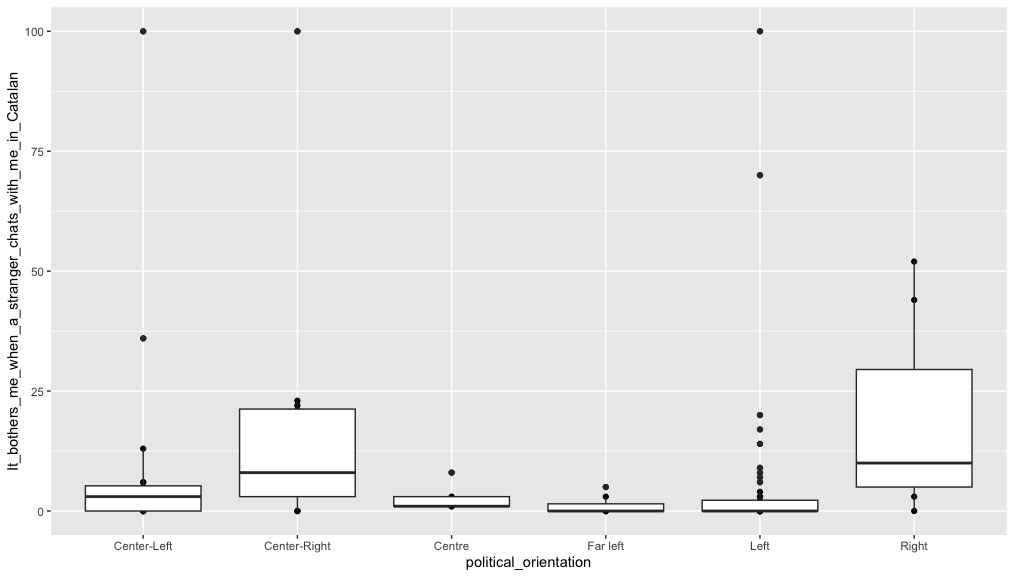 It_bothers_me_when_a_stranger_chats_with_me_in_Catalan
100
75
50
25
0
Center-Left Center-Right Centre Far left Left Right
political_orientation